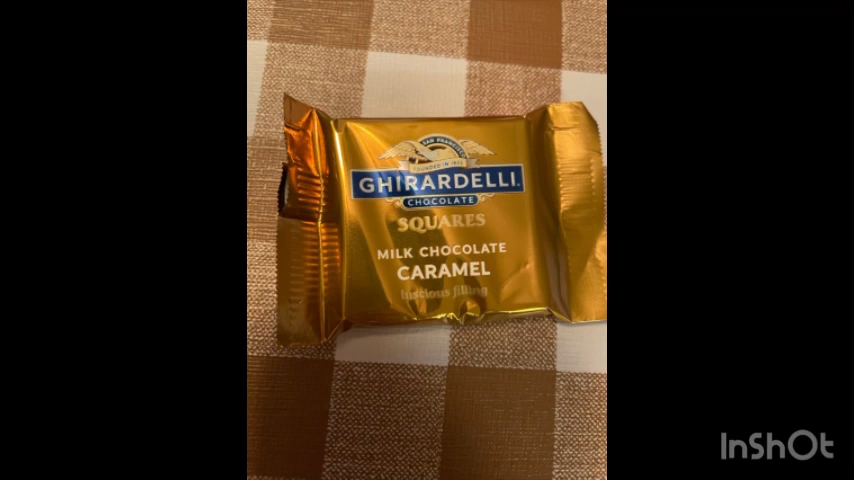 SAN FRANCISCO
FOUNDED IN 1852
GHIRARDELLI
CHOCOLATE
SQUARES
MILK CHOCOLATE
CARAMEL
luscious filling
InShOt